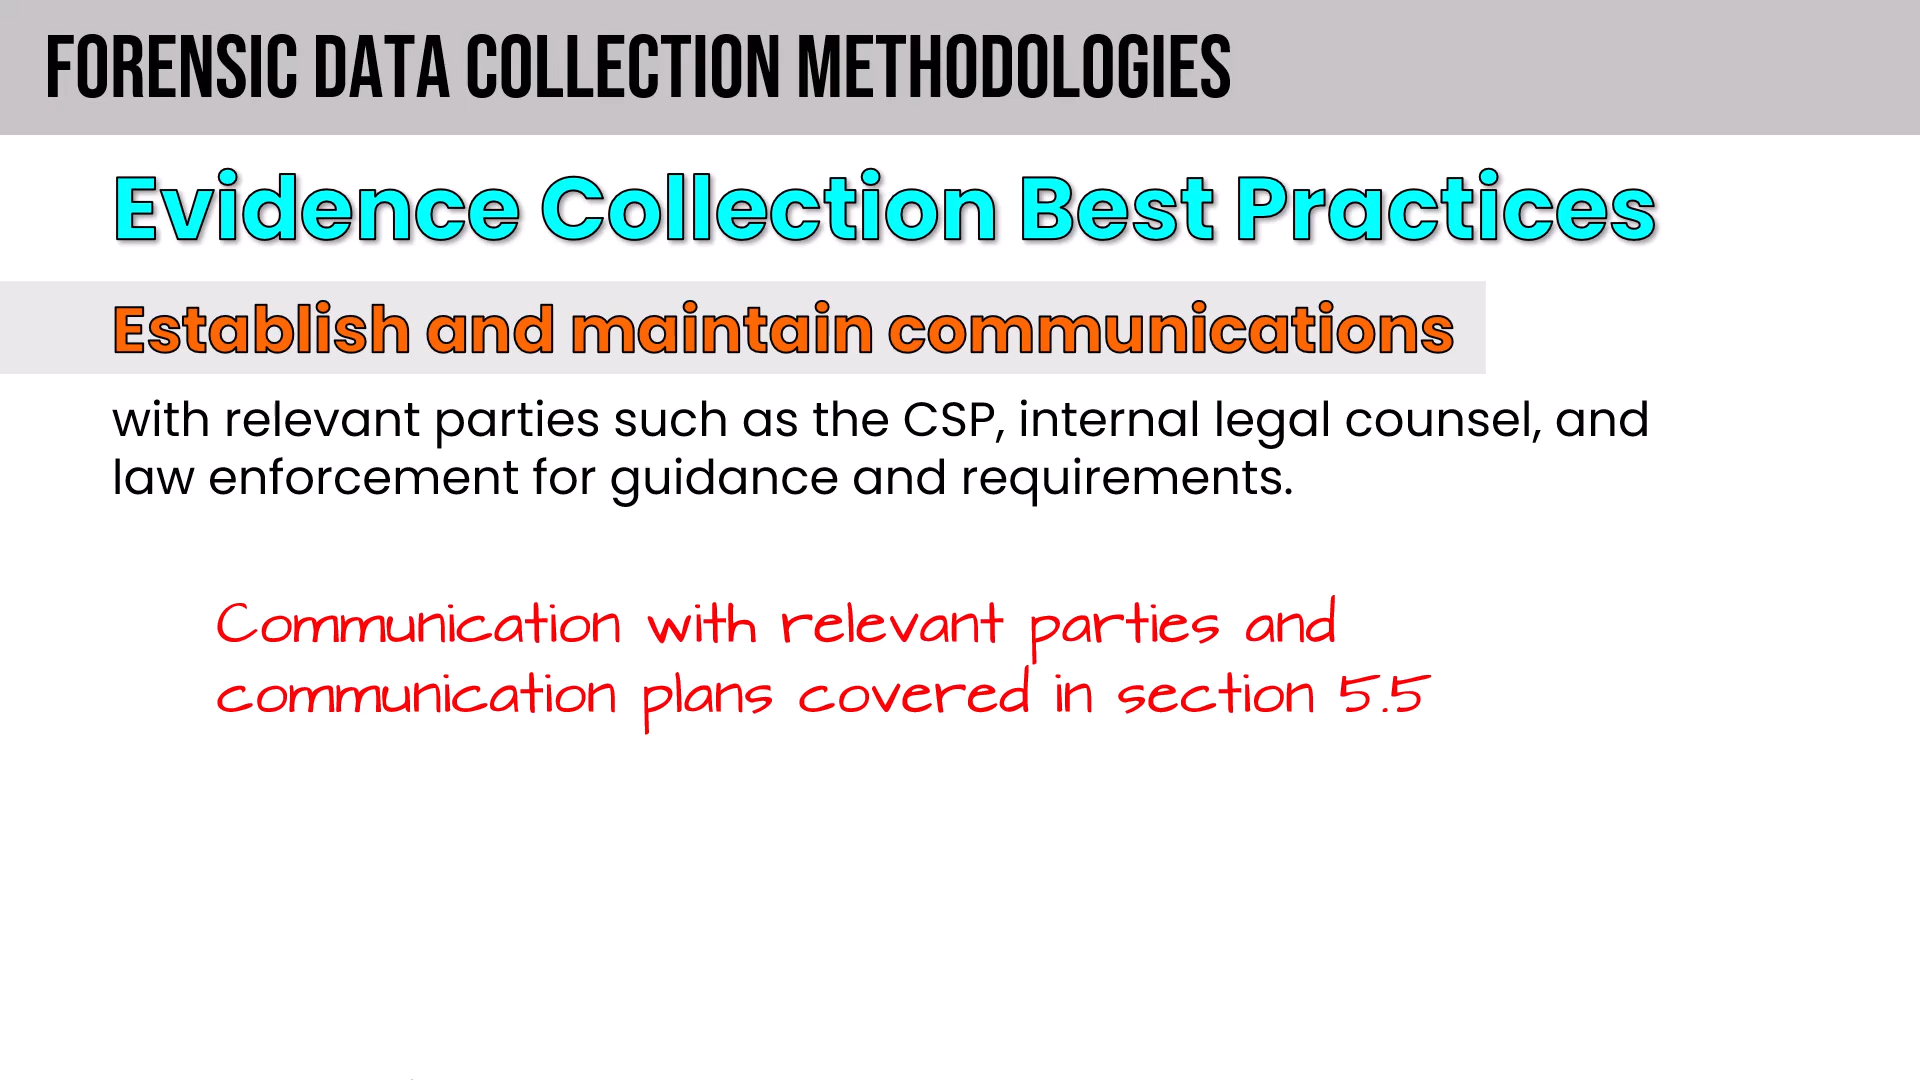 FORENSIC DATA COLLECTION METHODOLOGIES
Evidence Collection Best Practices
Establish and maintain communications
with relevant parties such as the CSP, internal legal counsel, and
law enforcement for guidance and requirements.
Communication with relevant parties and
communication plans covered in section 5.5